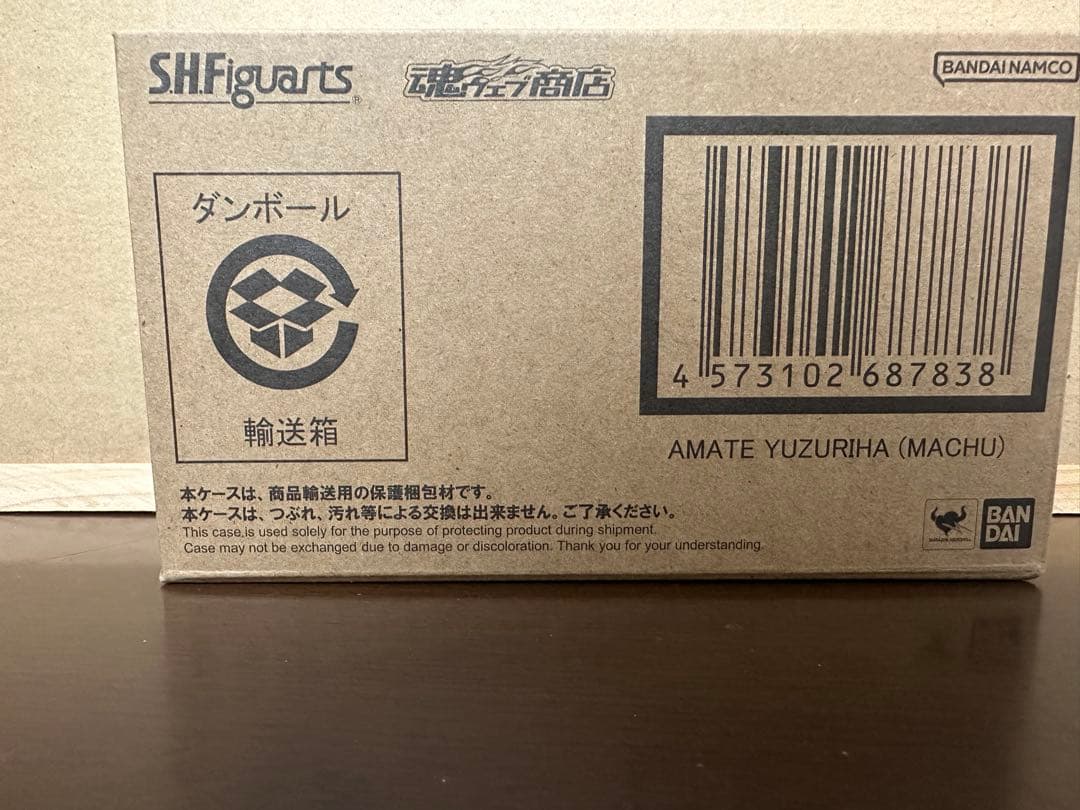 S.H.Figuarts®
魂ウェブ商店
BANDAI NAMCO
ダンボール
輸送箱
4 573102 687838
AMATE YUZURIHA (MACHU)
本ケースは、商品輸送用の保護梱包材です。
本ケースは、つぶれ、汚れ等による交換は出来ません。ご了承ください。
This case is used solely for the purpose of protecting product during shipment.
Case may not be exchanged due to damage or discoloration. Thank you for your understanding.
BAN
DAI